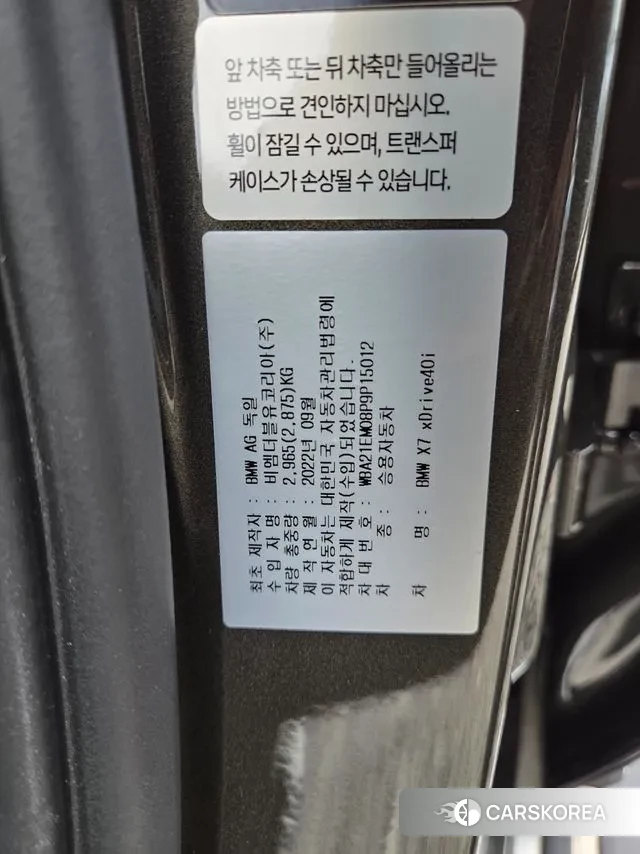 앞 차축 또는 뒤 차축만 들어올리는
방법으로 견인하지 마십시오.
휠이 잠길 수 있으며, 트랜스퍼
케이스가 손상될 수 있습니다.
최초 제작자 : BMW AG 독일
수 입 자 명 : 비엠더블유코리아(주)
차량 총중량 : 2,965(2,875)KG
제 작 연 월 : 2022년 09월
이 자동차는 대한민국 자동차관리법령에
적합하게 제작(수입)되었습니다.
차 대 번 호 : WBA21EM08P9P15012
차 종 : 승용자동차
차 명 : BMW X7 xDrive40i
CARSKOREA